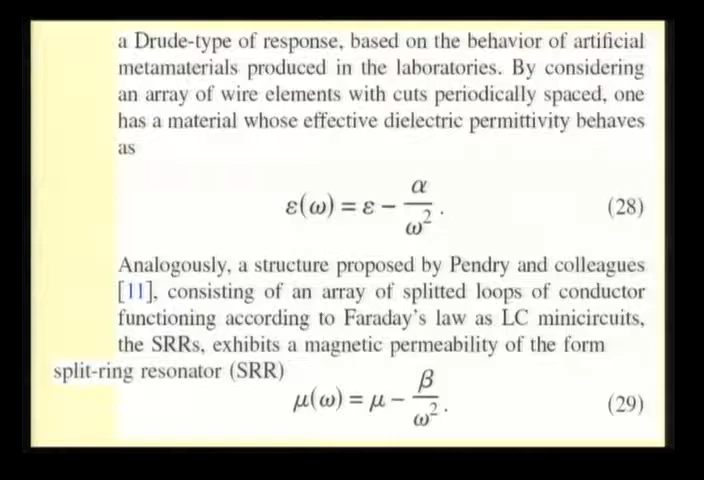 a Drude-type of response, based on the behavior of artificial
metamaterials produced in the laboratories. By considering
an array of wire elements with cuts periodically spaced, one
has a material whose effective dielectric permittivity behaves
as
ε(ω) = ε − α/ω². (28)
Analogously, a structure proposed by Pendry and colleagues
[11], consisting of an array of splitted loops of conductor
functioning according to Faraday's law as LC minicircuits,
the SRRs, exhibits a magnetic permeability of the form
split-ring resonator (SRR)
μ(ω) = μ − β/ω². (29)